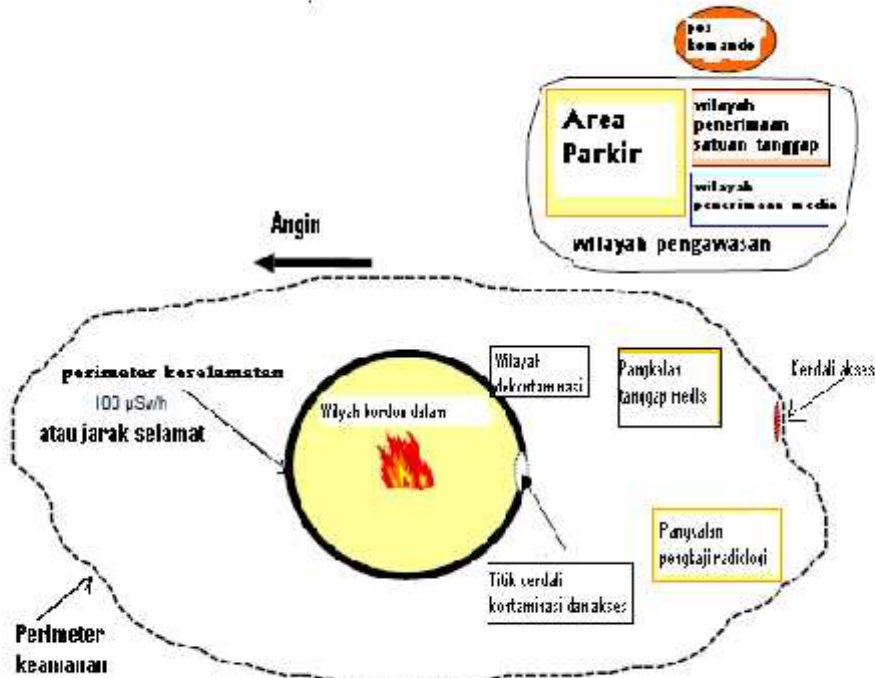 pos
komando
Area
Parkir
wilayah
penerimaan
satuan tanggap
wilayah
penerimaan media
wilayah pengawasan
Angin
perimeter keselamatan
100 µSv/h
atau jarak selamat
Wilyah kordon dalam
Wilayah
dekontaminasi
Pangkalan
tanggap medis
Kendali akses
Pangkalan
pengkaji radiologi
Titik kendali
kontaminasi dan akses
Perimeter
keamanan